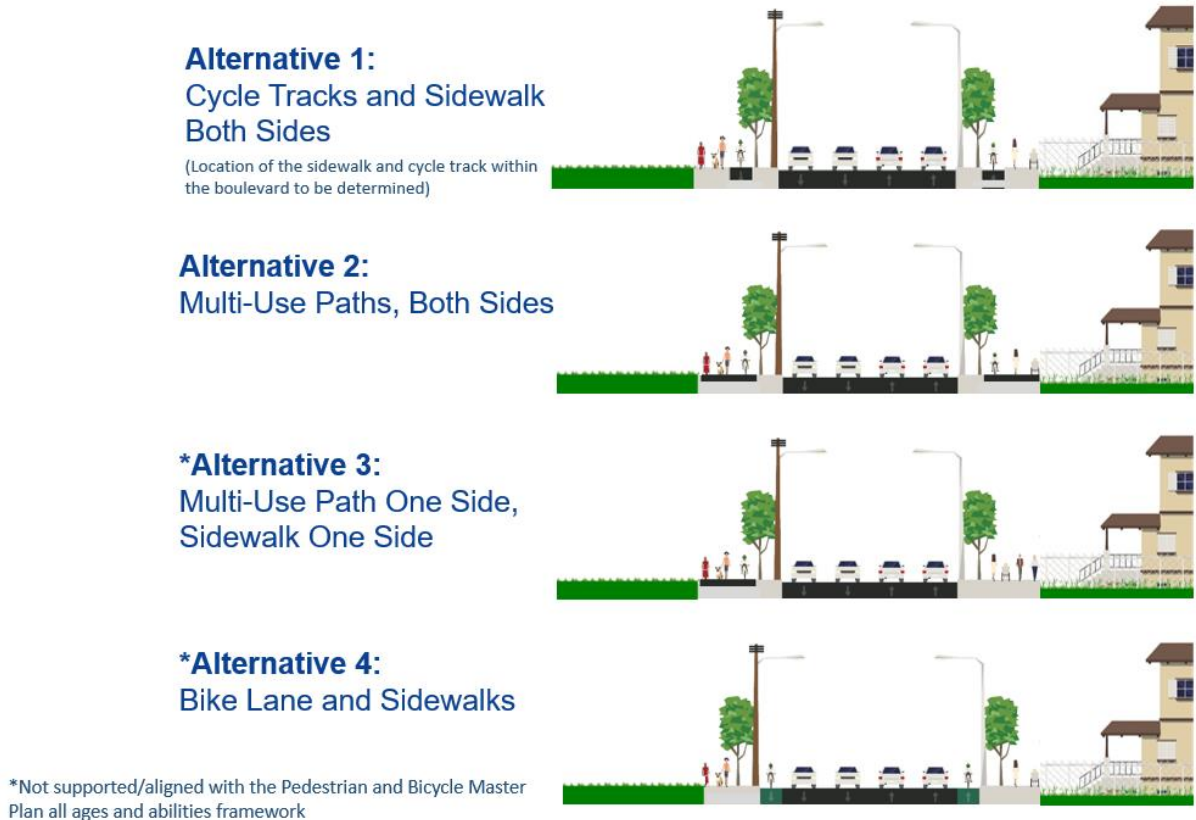 Alternative 1:
Cycle Tracks and Sidewalk
Both Sides
(Location of the sidewalk and cycle track within
the boulevard to be determined)
Alternative 2:
Multi-Use Paths, Both Sides
*Alternative 3:
Multi-Use Path One Side,
Sidewalk One Side
*Alternative 4:
Bike Lane and Sidewalks
*Not supported/aligned with the Pedestrian and Bicycle Master
Plan all ages and abilities framework